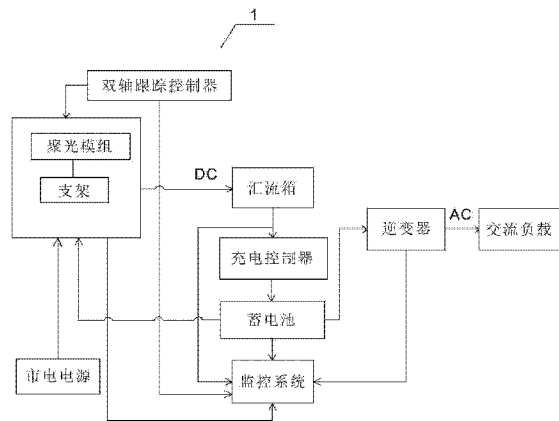 1
双轴跟踪控制器
聚光模组
支架
DC
汇流箱
逆变器
AC
交流负载
充电控制器
蓄电池
市电电源
监控系统